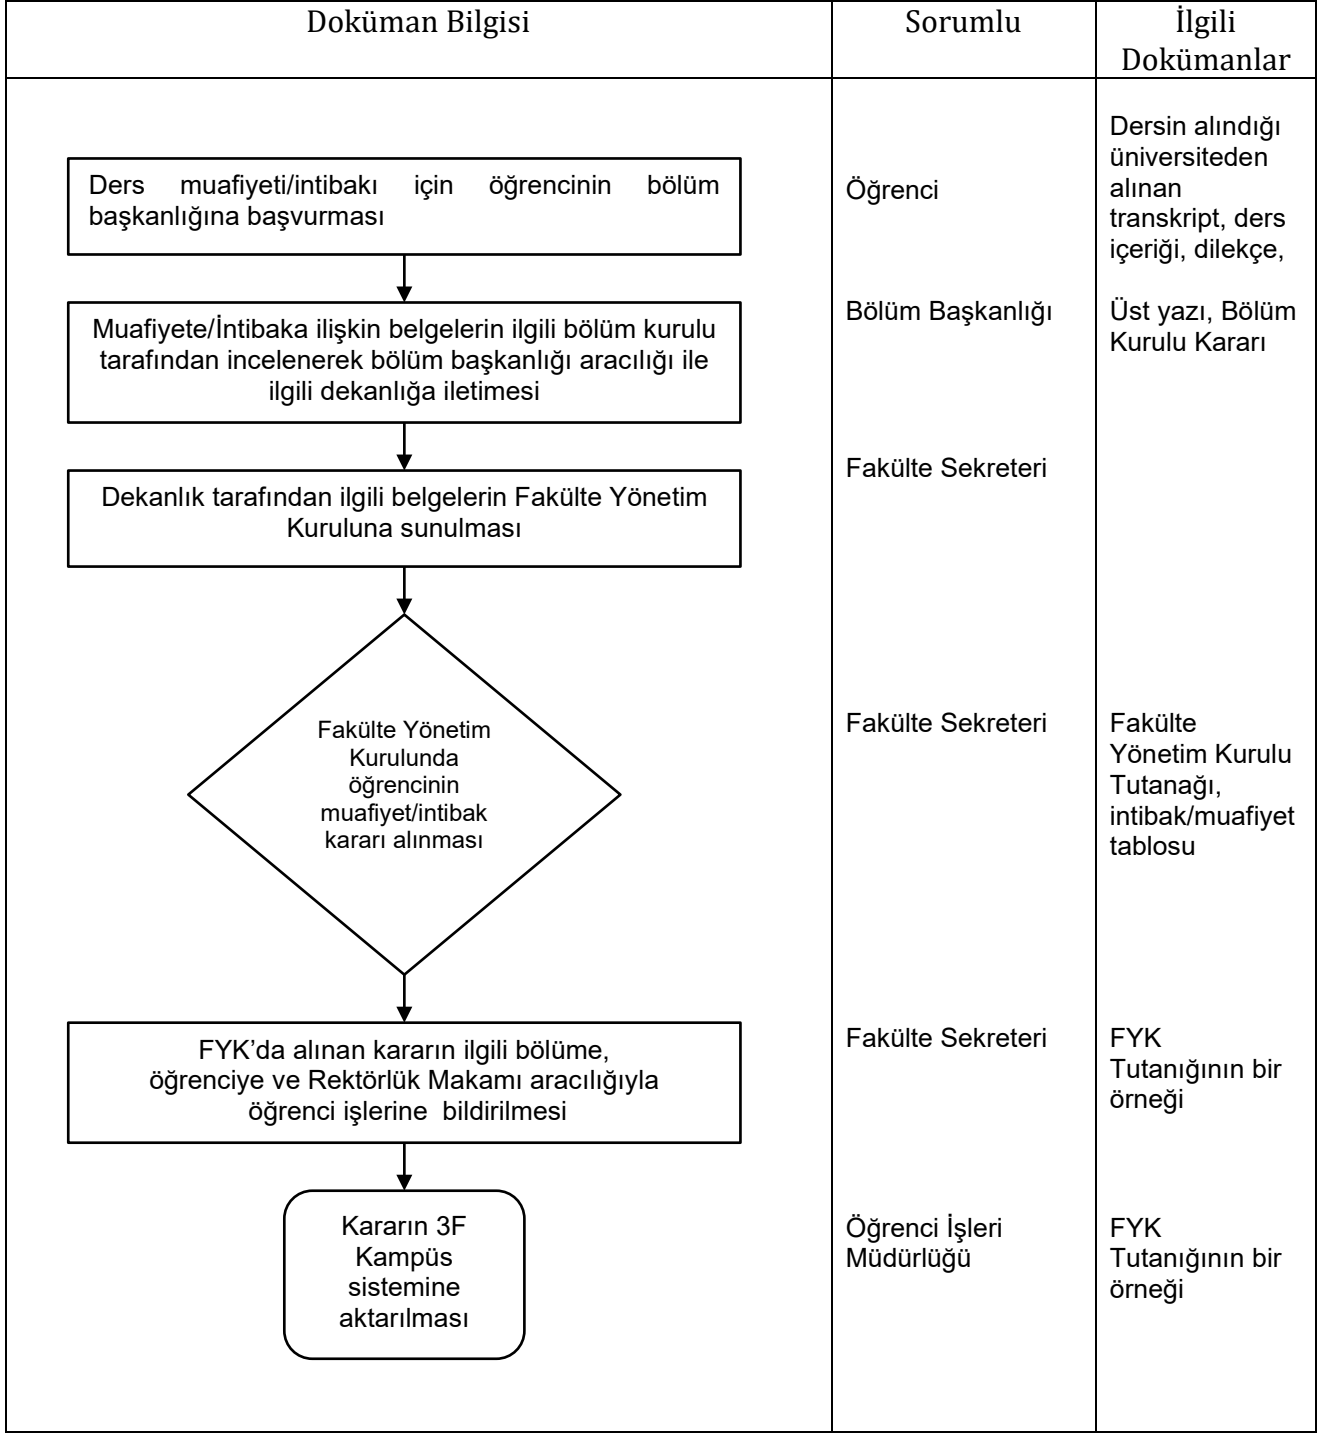 Doküman Bilgisi
Sorumlu
İlgili
Dokümanlar
Ders muafiyeti/intibakı için öğrencinin bölüm
başkanlığına başvurması
Öğrenci
Dersin alındığı
üniversiteden
alınan
transkript, ders
içeriği, dilekçe,
Muafiyete/İntibaka ilişkin belgelerin ilgili bölüm kurulu
tarafından incelenerek bölüm başkanlığı aracılığı ile
ilgili dekanlığa iletimesi
Bölüm Başkanlığı
Üst yazı, Bölüm
Kurulu Kararı
Dekanlık tarafından ilgili belgelerin Fakülte Yönetim
Kuruluna sunulması
Fakülte Sekreteri
Fakülte Yönetim
Kurulunda
öğrencinin
muafiyet/intibak
kararı alınması
Fakülte Sekreteri
Fakülte
Yönetim Kurulu
Tutanağı,
intibak/muafiyet
tablosu
FYK’da alınan kararın ilgili bölüme,
öğrenciye ve Rektörlük Makamı aracılığıyla
öğrenci işlerine  bildirilmesi
Fakülte Sekreteri
FYK
Tutanığının bir
örneği
Kararın 3F
Kampüs
sistemine
aktarılması
Öğrenci İşleri
Müdürlüğü
FYK
Tutanığının bir
örneği